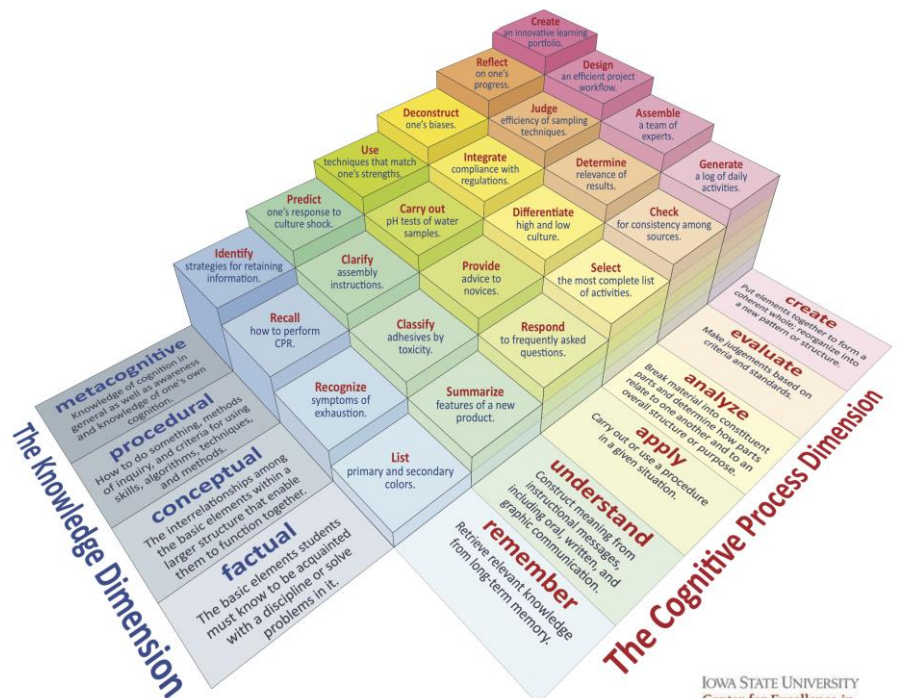 Create
an innovative learning
portfolio.
Reflect
on one's
progress.
Design
an efficient project
workflow.
Deconstruct
one's biases.
Judge
efficiency of sampling
techniques.
Assemble
a team of
experts.
Use
techniques that match
one's strengths.
Integrate
compliance with
regulations.
Determine
relevance of
results.
Generate
a log of daily
activities.
Predict
one's response to
culture shock.
Carry out
pH tests of water
samples.
Differentiate
high and low
culture.
Check
for consistency among
sources.
Identify
strategies for retaining
information.
Clarify
assembly
instructions.
Provide
advice to
novices.
Select
the most complete list
of activities.
Recall
how to perform
CPR.
Classify
adhesives by
toxicity.
Respond
to frequently asked
questions.
Recognize
symptoms of
exhaustion.
Summarize
features of a new
product.
List
primary and secondary
colors.
The Knowledge Dimension
metacognitive
Knowledge of cognition in
general as well as awareness
and knowledge of one's own
cognition.
procedural
How to do something, methods
of inquiry, and criteria for using
skills, algorithms, techniques,
and methods.
conceptual
The interrelationships among
the basic elements within a
larger structure that enable
them to function together.
factual
The basic elements students
must know to be acquainted
with a discipline or solve
problems in it.
The Cognitive Process Dimension
remember
Retrieve relevant knowledge
from long-term memory.
understand
Construct meaning from
instructional messages,
including oral, written, and
graphic communication.
apply
Carry out or use a procedure
in a given situation.
analyze
Break material into constituent
parts and determine how parts
relate to one another and to an
overall structure or purpose.
evaluate
Make judgements based on
criteria and standards.
create
Put elements together to form a
coherent whole; reorganize into
a new pattern or structure.
IOWA STATE UNIVERSITY
Center for Excellence in